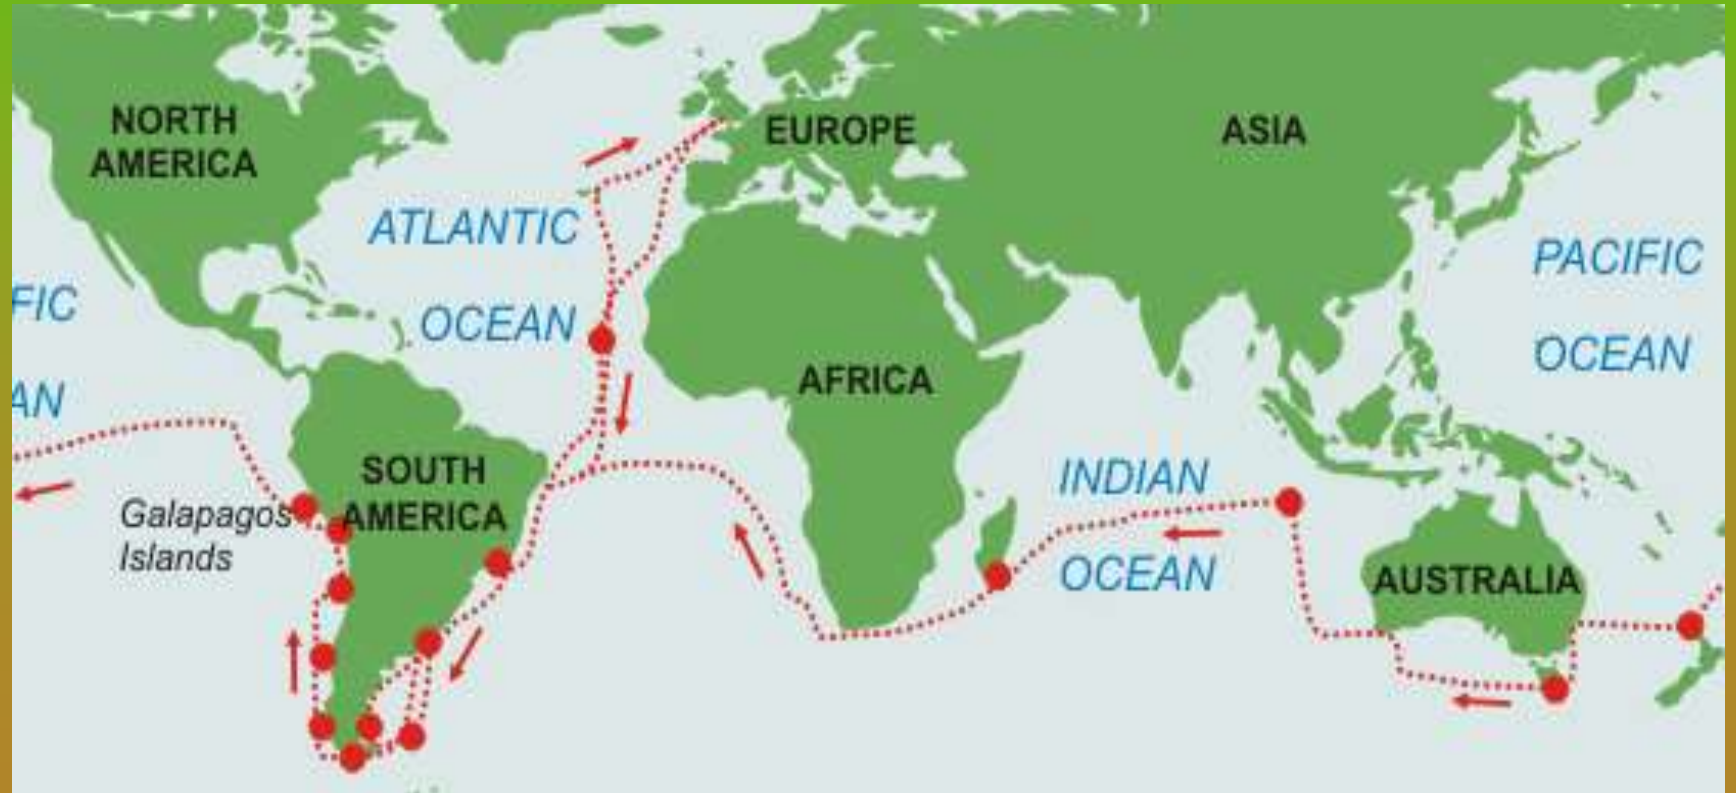 NORTH
AMERICA
EUROPE
ASIA
ATLANTIC
OCEAN
PACIFIC
OCEAN
FIC
AN
AFRICA
SOUTH
AMERICA
Galapagos
Islands
INDIAN
OCEAN
AUSTRALIA